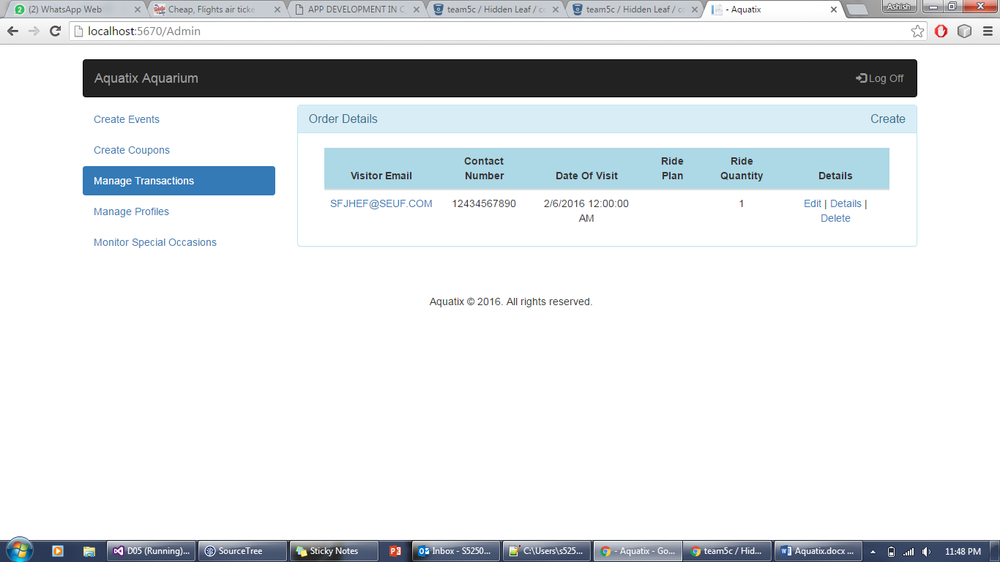 (2) WhatsApp Web
Cheap, Flights air ticke
APP DEVELOPMENT IN C
team5c / Hidden Leaf / co
team5c / Hidden Leaf / co
- Aquatix
Ashish
localhost:5670/Admin
Aquatix Aquarium
Log Off
Create Events
Create Coupons
Manage Transactions
Manage Profiles
Monitor Special Occasions
Order Details
Create
Visitor Email
Contact
Number
Date Of Visit
Ride
Plan
Ride
Quantity
Details
SFJHEF@SEUF.COM
12434567890
2/6/2016 12:00:00
AM
1
Edit | Details |
Delete
Aquatix © 2016. All rights reserved.
D05 (Running)...
SourceTree
Sticky Notes
Inbox - S5250...
C:\Users\s525...
- Aquatix - Go...
team5c / Hid...
Aquatix.docx ...
11:48 PM